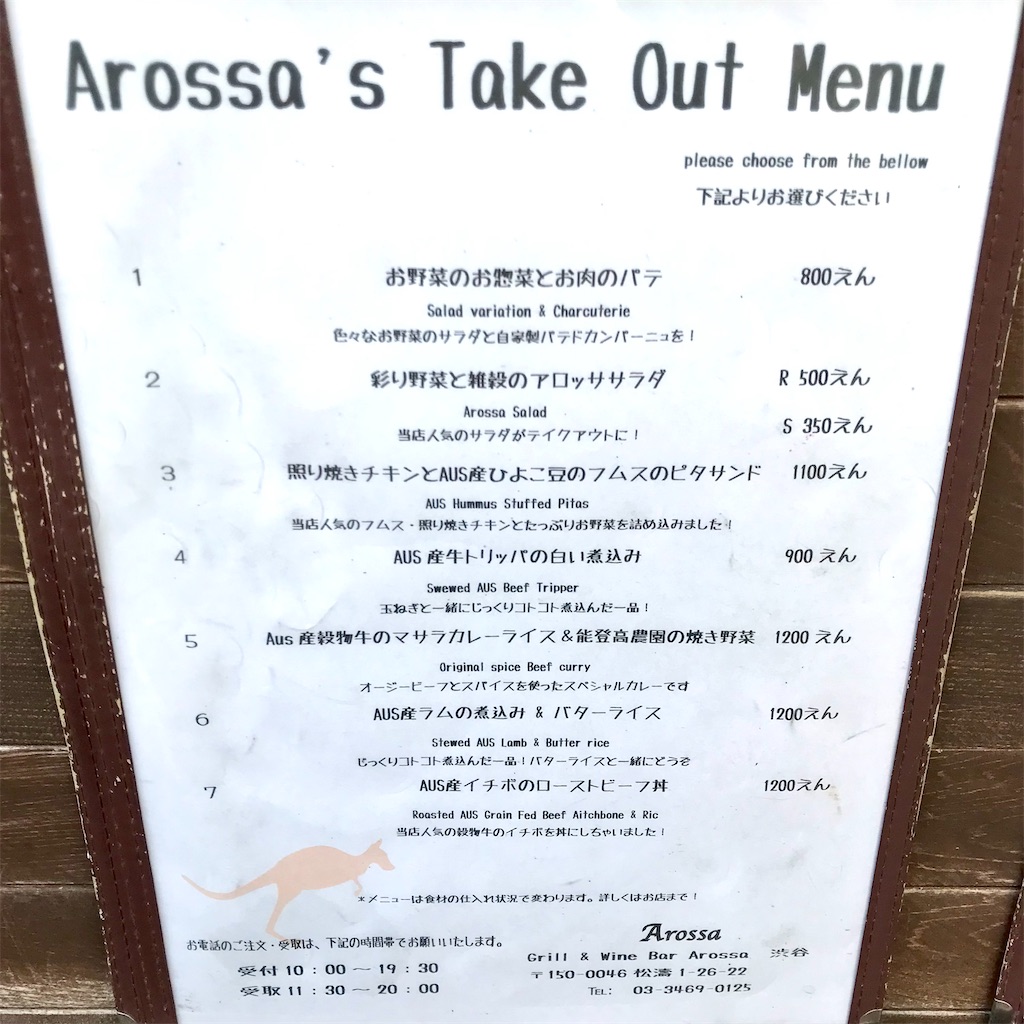 Arossa's Take Out Menu
please choose from the bellow
下記よりお選びください
1 お野菜のお惣菜とお肉のパテ 800えん
Salad variation & Charcuterie
色々なお野菜のサラダと自家製パテドカンパーニュを！
2 彩り野菜と雑穀のアロッササラダ R 500えん
Arossa Salad S 350えん
当店人気のサラダがテイクアウトに！
3 照り焼きチキンとAUS産ひよこ豆のフムスのピタサンド 1100えん
AUS Hummus Stuffed Pitas
当店人気のフムス・照り焼きチキンとたっぷりお野菜を詰め込みました！
4 AUS 産牛トリッパの白い煮込み 900 えん
Swewed AUS Beef Tripper
玉ねぎと一緒にじっくりコトコト煮込んだ一品！
5 Aus 産穀物牛のマサラカレーライス＆能登高農園の焼き野菜 1200 えん
Original spice Beef curry
オージービーフとスパイスを使ったスペシャルカレーです
6 AUS産ラムの煮込み & バターライス 1200えん
Stewed AUS Lamb & Butter rice
じっくりコトコト煮込んだ一品！バターライスと一緒にどうぞ
7 AUS産イチボのローストビーフ丼 1200えん
Roasted AUS Grain Fed Beef Aitchbone & Ric
当店人気の穀物牛のイチボを丼にしちゃいました！
＊メニューは食材の仕入れ状況で変わります。詳しくはお店まで！
お電話のご注文・受取は、下記の時間帯でお願いいたします。
受付 10：00 ～ 19：30
受取 11：30 ～ 20：00
Arossa
Grill & Wine Bar Arossa 渋谷
〒150-0046 松濤 1-26-22
TEL: 03-3469-0125